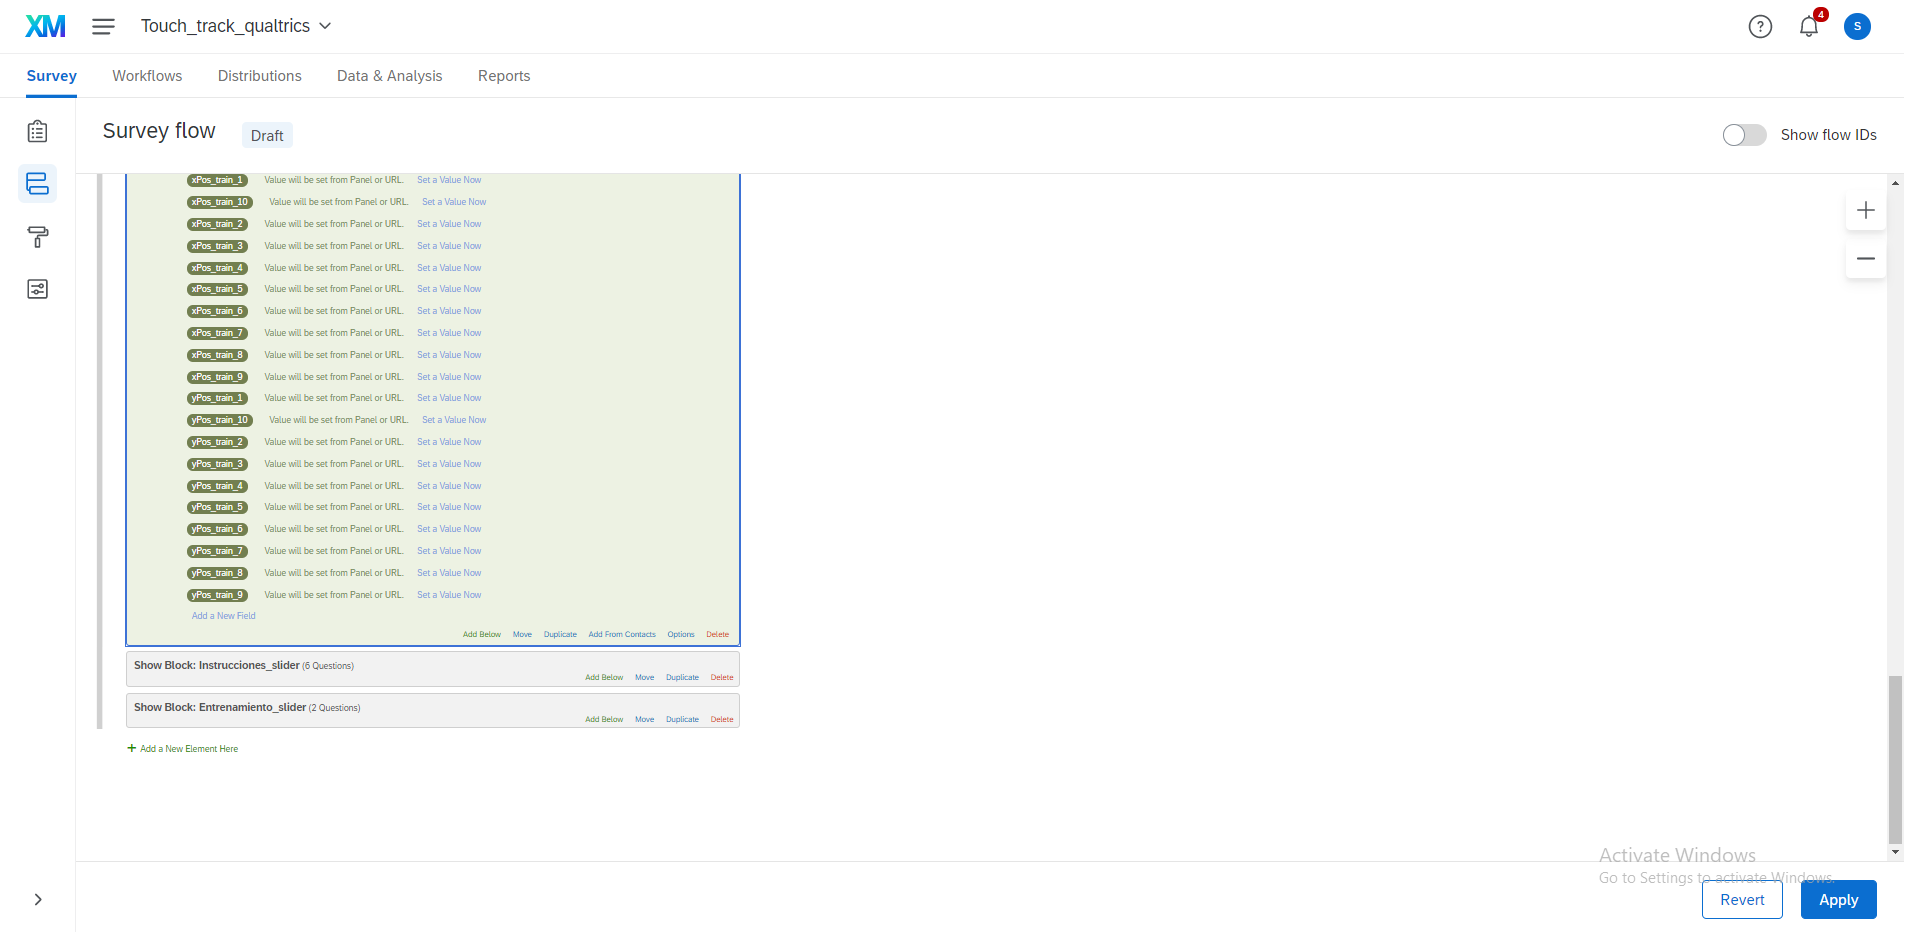 XM Touch_track_qualtrics 4 S
Survey Workflows Distributions Data & Analysis Reports
Survey flow Draft Show flow IDs
xPos_train_1 Value will be set from Panel or URL. Set a Value Now
xPos_train_10 Value will be set from Panel or URL. Set a Value Now
xPos_train_2 Value will be set from Panel or URL. Set a Value Now
xPos_train_3 Value will be set from Panel or URL. Set a Value Now
xPos_train_4 Value will be set from Panel or URL. Set a Value Now
xPos_train_5 Value will be set from Panel or URL. Set a Value Now
xPos_train_6 Value will be set from Panel or URL. Set a Value Now
xPos_train_7 Value will be set from Panel or URL. Set a Value Now
xPos_train_8 Value will be set from Panel or URL. Set a Value Now
xPos_train_9 Value will be set from Panel or URL. Set a Value Now
yPos_train_1 Value will be set from Panel or URL. Set a Value Now
yPos_train_10 Value will be set from Panel or URL. Set a Value Now
yPos_train_2 Value will be set from Panel or URL. Set a Value Now
yPos_train_3 Value will be set from Panel or URL. Set a Value Now
yPos_train_4 Value will be set from Panel or URL. Set a Value Now
yPos_train_5 Value will be set from Panel or URL. Set a Value Now
yPos_train_6 Value will be set from Panel or URL. Set a Value Now
yPos_train_7 Value will be set from Panel or URL. Set a Value Now
yPos_train_8 Value will be set from Panel or URL. Set a Value Now
yPos_train_9 Value will be set from Panel or URL. Set a Value Now
Add a New Field
Add Below Move Duplicate Add From Contacts Options Delete
Show Block: Instrucciones_slider (6 Questions)
Add Below Move Duplicate Delete
Show Block: Entrenamiento_slider (2 Questions)
Add Below Move Duplicate Delete
+ Add a New Element Here
Activate Windows
Go to Settings to activate Windows.
Revert Apply